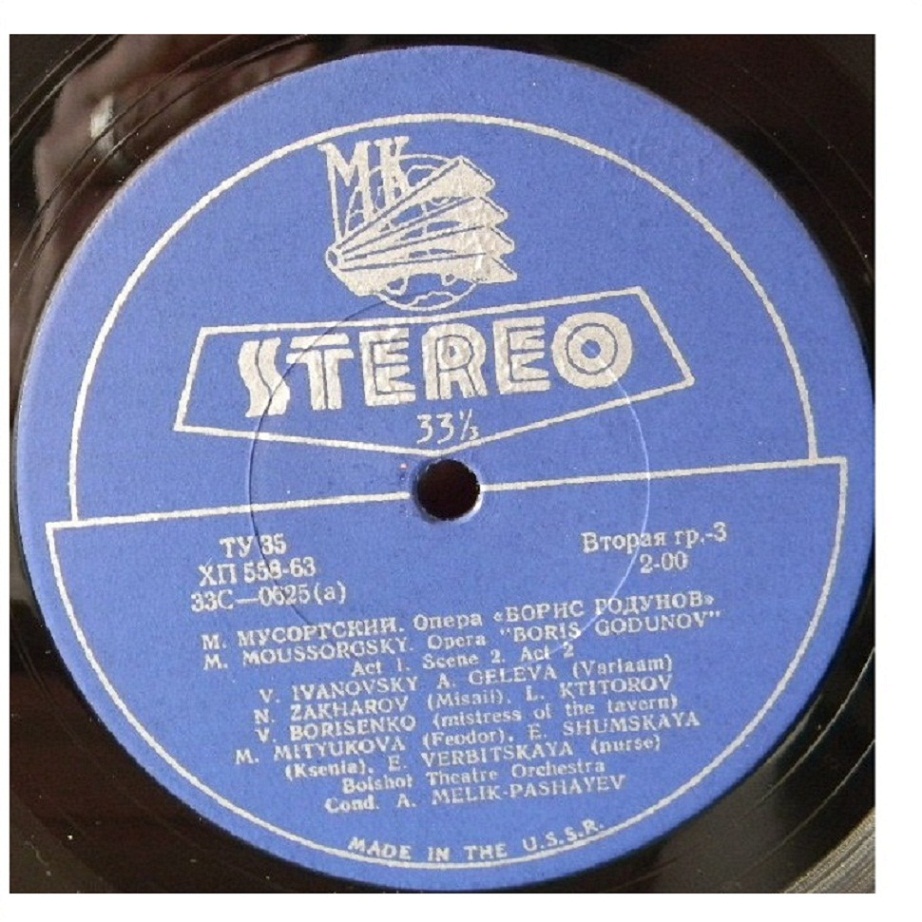 МК
STEREO
33⅓
ТУ 35
ХП 558-63
33С—0625(а)
Вторая гр.-3
2-00
М. МУСОРГСКИЙ. Опера «БОРИС ГОДУНОВ»
M. MOUSSORGSKY. Opera "BORIS GODUNOV"
Act 1. Scene 2. Act 2
V. IVANOVSKY A. GELEVA (Varlaam)
N. ZAKHAROV (Misail). L. KTITOROV
V. BORISENKO (mistress of the tavern)
M. MITYUKOVA (Feodor). E. SHUMSKAYA
(Ksenia). E. VERBITSKAYA (nurse)
Bolshoi Theatre Orchestra
Cond. A. MELIK-PASHAYEV
MADE IN THE U.S.S.R.